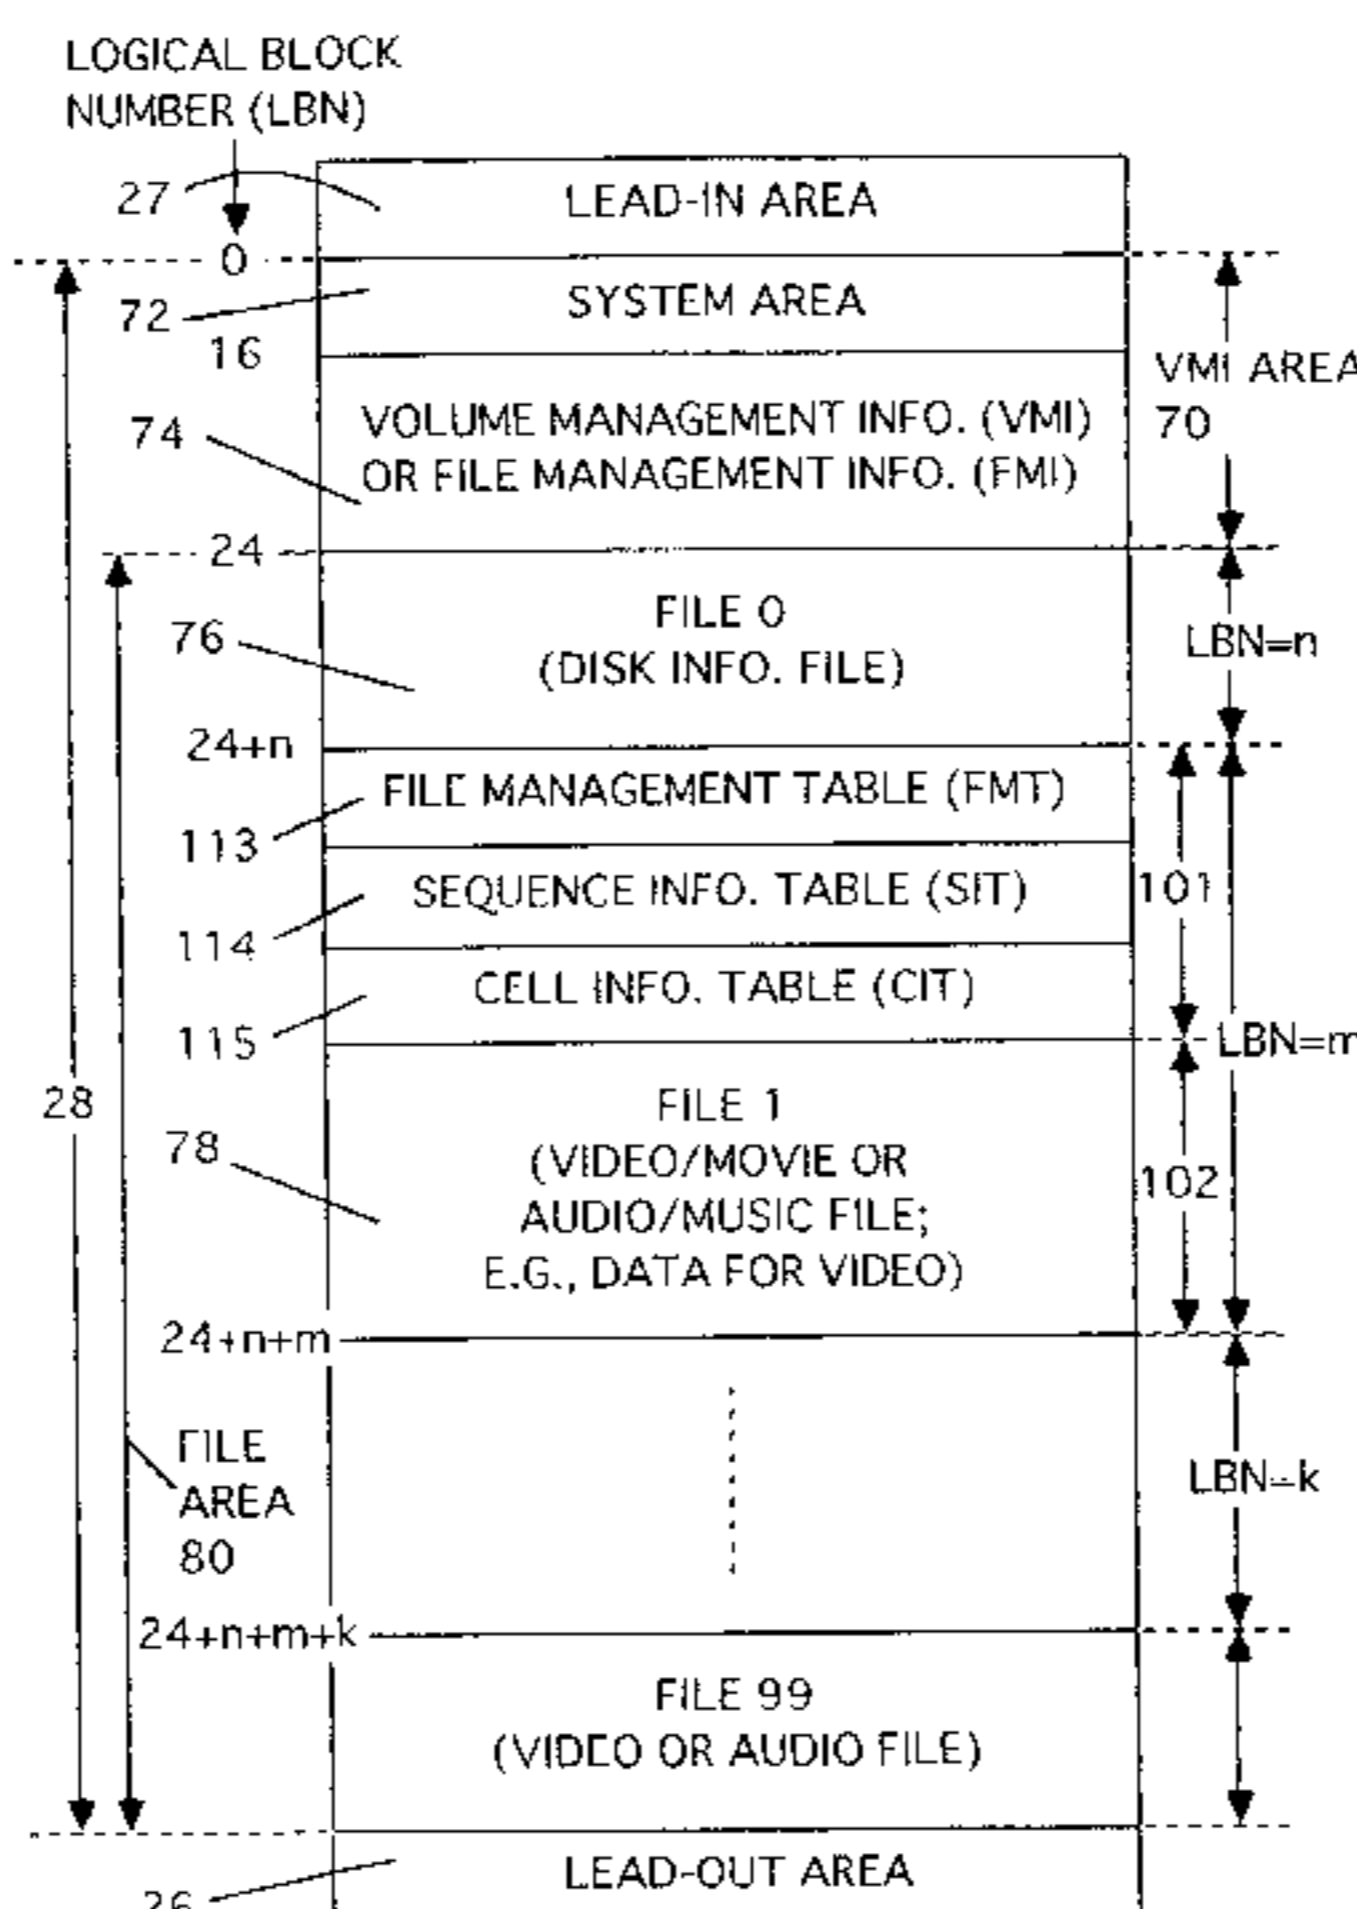 LOGICAL BLOCK
NUMBER (LBN)
27
LEAD-IN AREA
0
72
SYSTEM AREA
16
VMI AREA
70
74
VOLUME MANAGEMENT INFO. (VMI)
OR FILE MANAGEMENT INFO. (FMI)
24
FILE 0
(DISK INFO. FILE)
76
LBN=n
24+n
FILE MANAGEMENT TABLE (FMT)
113
SEQUENCE INFO. TABLE (SIT)
101
114
CELL INFO. TABLE (CIT)
115
LBN=m
28
FILE 1
(VIDEO/MOVIE OR
AUDIO/MUSIC FILE;
E.G., DATA FOR VIDEO)
78
102
24+n+m
FILE
AREA
80
LBN=k
24+n+m+k
FILE 99
(VIDEO OR AUDIO FILE)
LEAD-OUT AREA
26